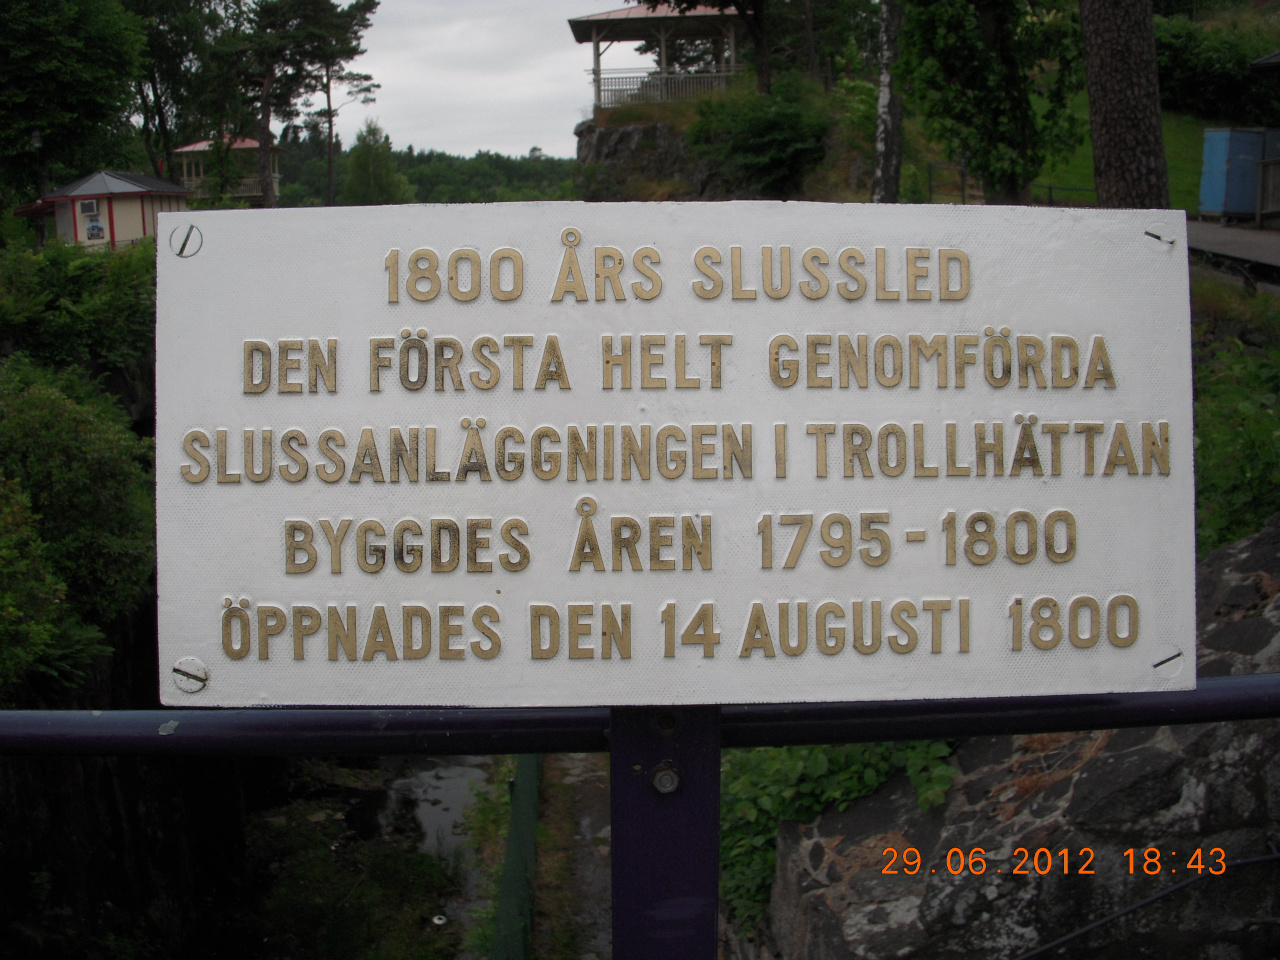 1800 ÅRS SLUSSLED
DEN FÖRSTA HELT GENOMFÖRDA
SLUSSANLÄGGNINGEN I TROLLHÄTTAN
BYGGDES ÅREN 1795-1800
ÖPPNADES DEN 14 AUGUSTI 1800
29.06.2012 18:43